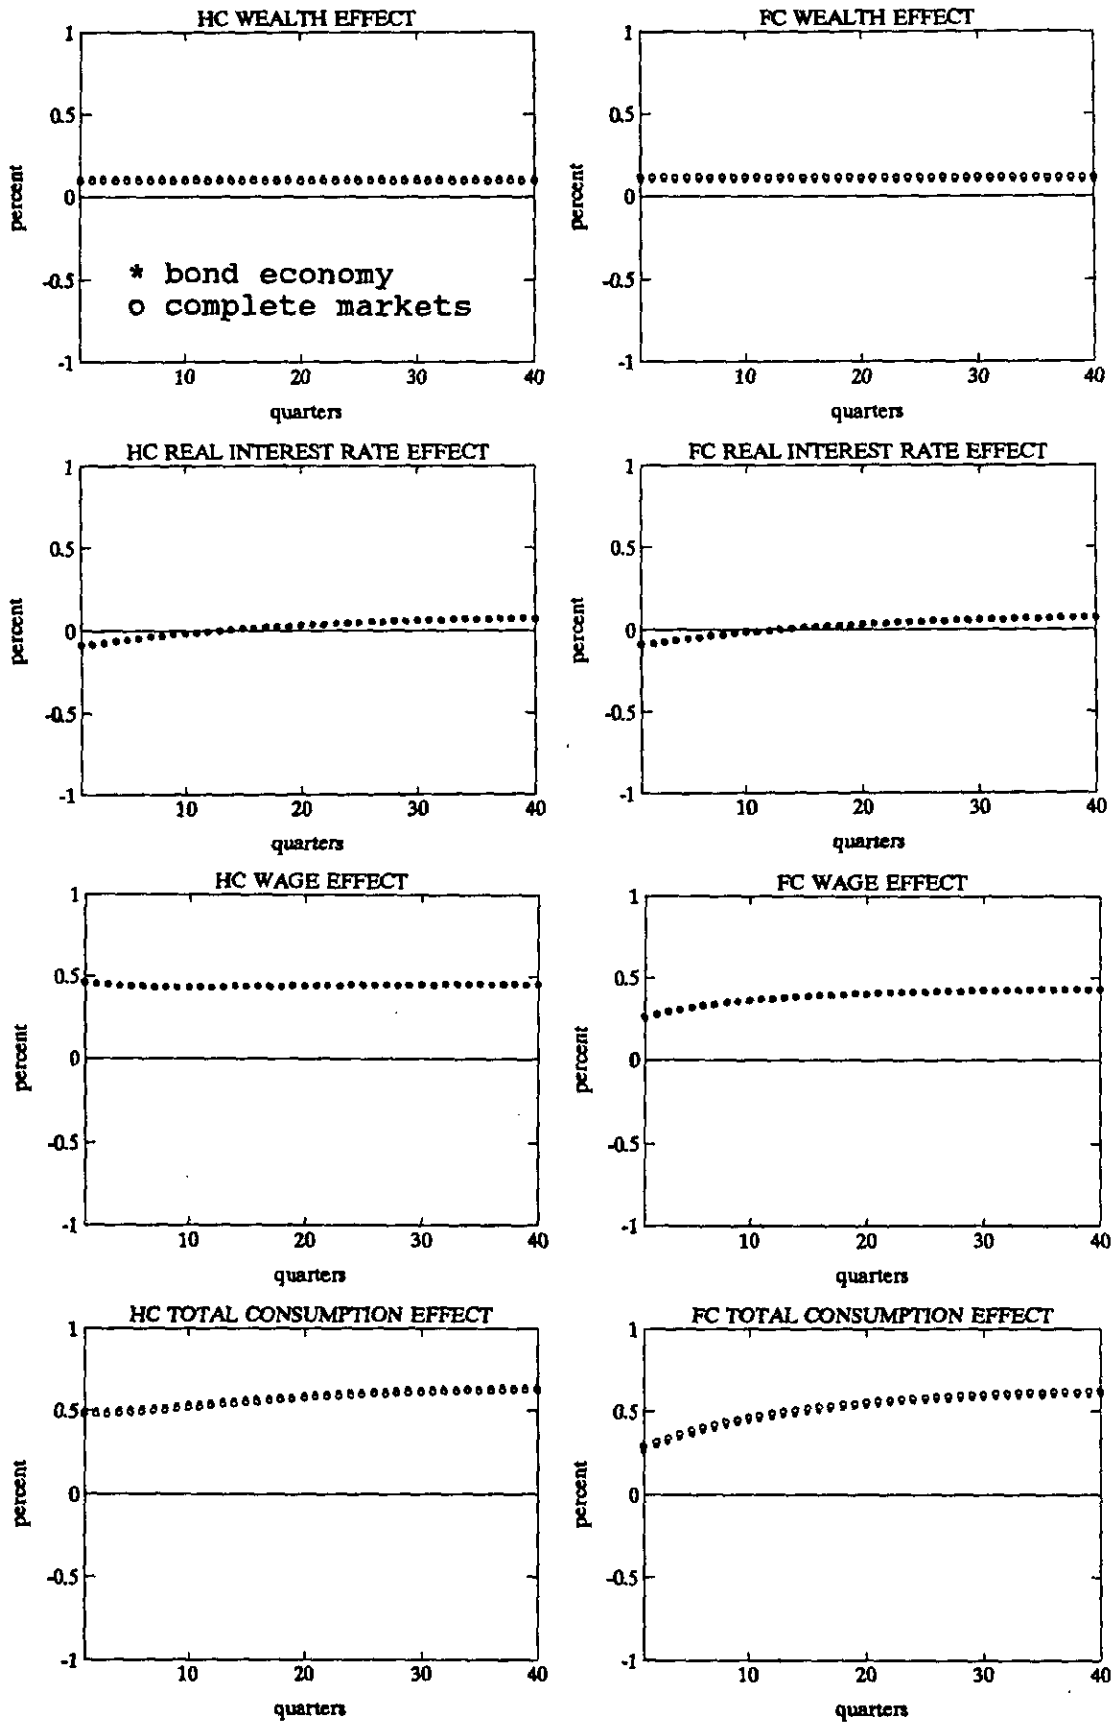 HC WEALTH EFFECT
1
0.5
0
-0.5
-1
percent
* bond economy
o complete markets
10 20 30 40
quarters
FC WEALTH EFFECT
1
0.5
0
-0.5
-1
percent
10 20 30 40
quarters
HC REAL INTEREST RATE EFFECT
1
0.5
0
-0.5
-1
percent
10 20 30 40
quarters
FC REAL INTEREST RATE EFFECT
1
0.5
0
-0.5
-1
percent
10 20 30 40
quarters
HC WAGE EFFECT
1
0.5
0
-0.5
-1
percent
10 20 30 40
quarters
FC WAGE EFFECT
1
0.5
0
-0.5
-1
percent
10 20 30 40
quarters
HC TOTAL CONSUMPTION EFFECT
1
0.5
0
-0.5
-1
percent
10 20 30 40
quarters
FC TOTAL CONSUMPTION EFFECT
1
0.5
0
-0.5
-1
percent
10 20 30 40
quarters